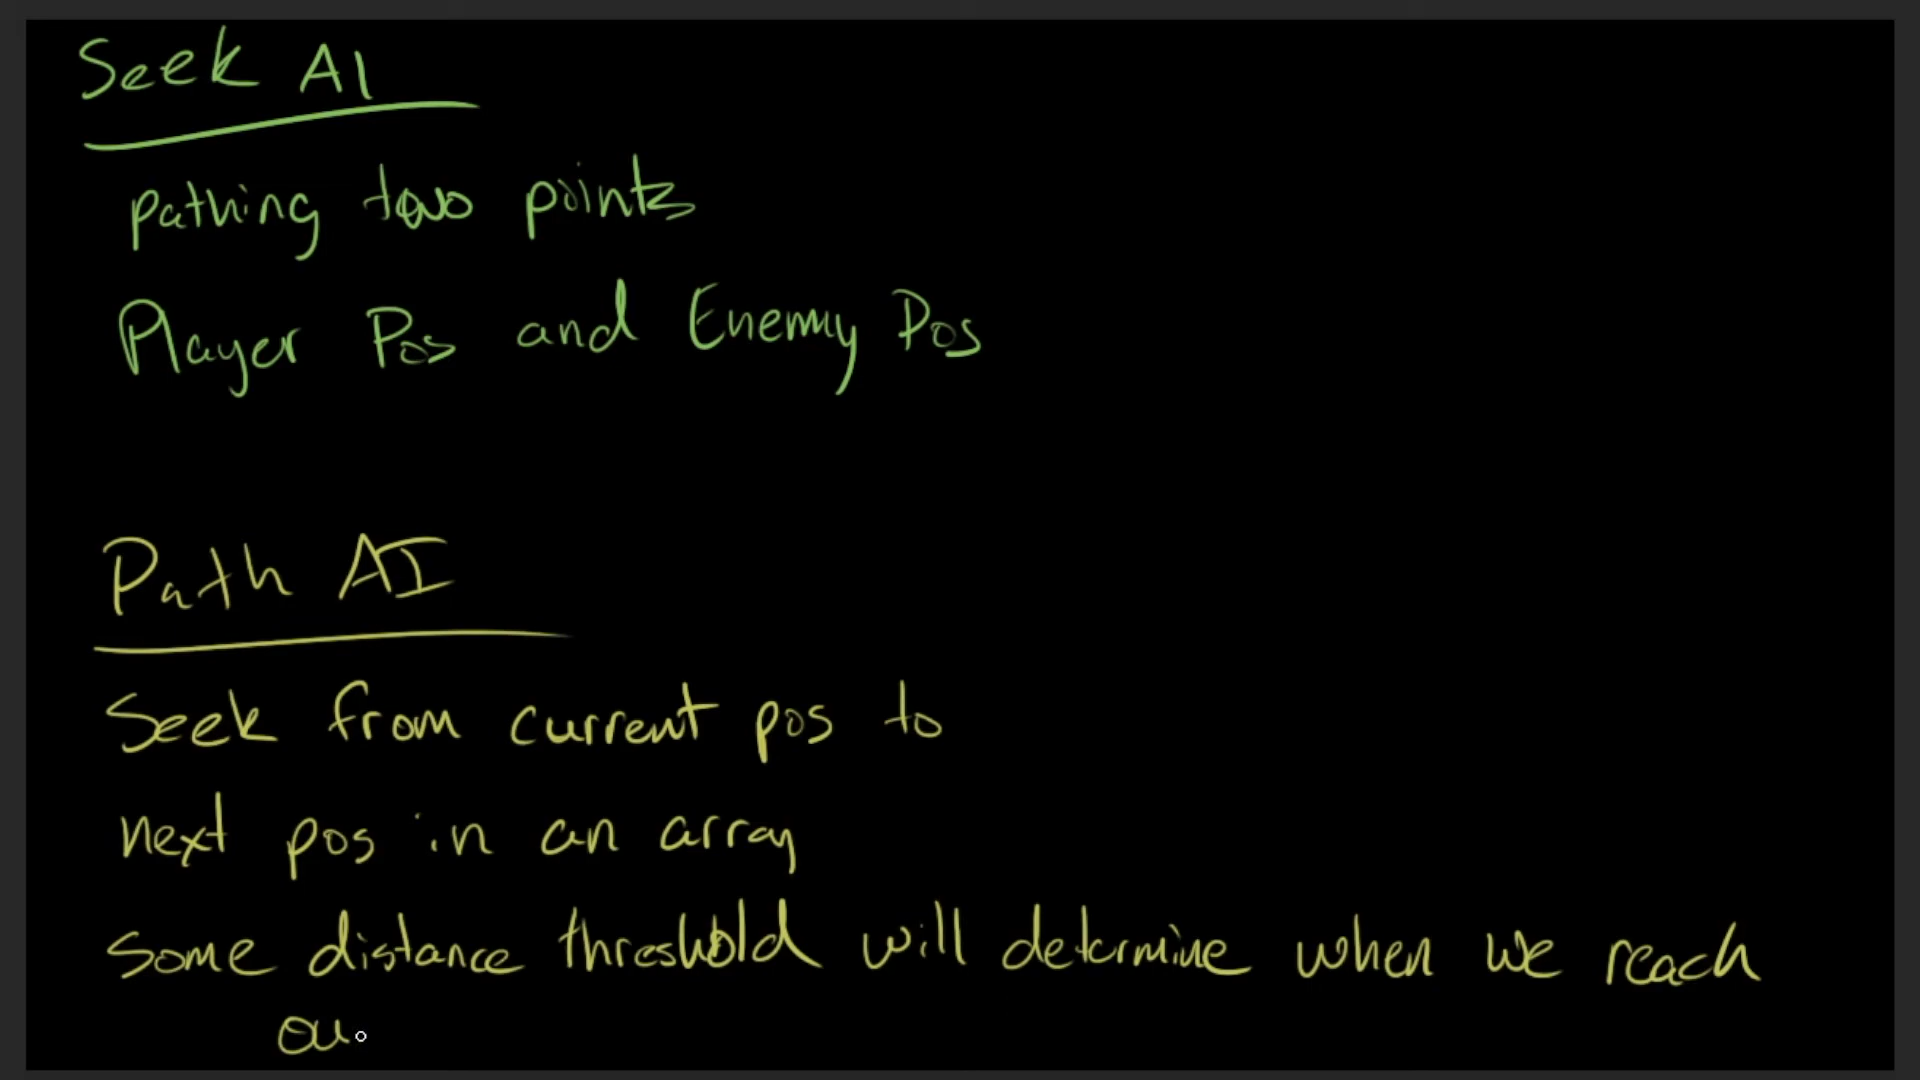 Seek AI
pathing two points
Player Pos and Enemy Pos
Path AI
Seek from current pos to
next pos in an array
Some distance threshold will determine when we reach
ou